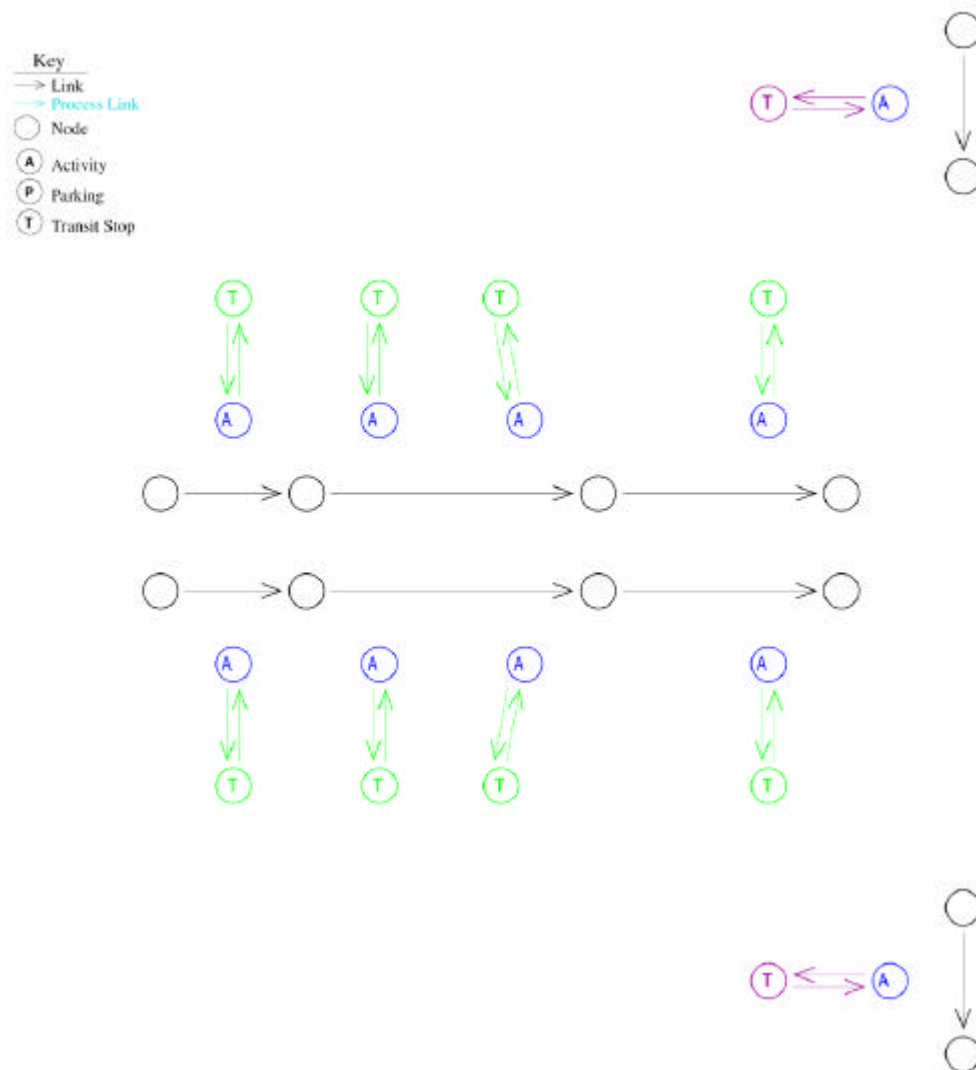 Key
Link
Process Link
Node
A Activity
P Parking
T Transit Stop
T A
T T T T
A A A A
A A A A
T T T T
T A